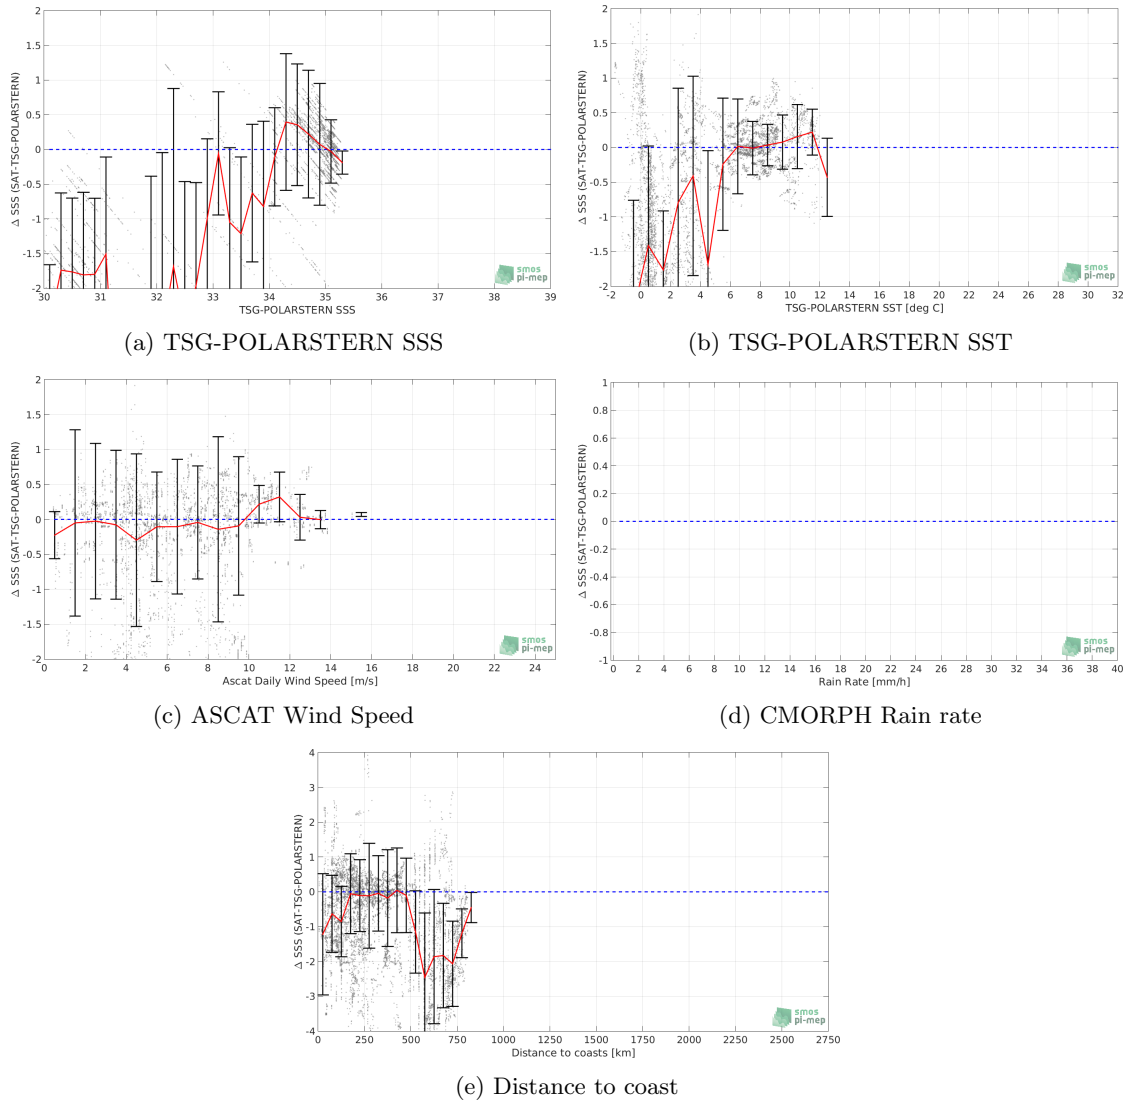 2
1.5
1
0.5
0
-0.5
-1
-1.5
-2
Δ SSS (SAT-TSG-POLARSTERN)
30 31 32 33 34 35 36 37 38 39
TSG-POLARSTERN SSS
smos
pi-mep
(a) TSG-POLARSTERN SSS
2
1.5
1
0.5
0
-0.5
-1
-1.5
-2
Δ SSS (SAT-TSG-POLARSTERN)
-2 0 2 4 6 8 10 12 14 16 18 20 22 24 26 28 30 32
TSG-POLARSTERN SST [deg C]
smos
pi-mep
(b) TSG-POLARSTERN SST
2
1.5
1
0.5
0
-0.5
-1
-1.5
-2
Δ SSS (SAT-TSG-POLARSTERN)
0 2 4 6 8 10 12 14 16 18 20 22 24
Ascat Daily Wind Speed [m/s]
smos
pi-mep
(c) ASCAT Wind Speed
1
0.8
0.6
0.4
0.2
0
-0.2
-0.4
-0.6
-0.8
-1
Δ SSS (SAT-TSG-POLARSTERN)
0 2 4 6 8 10 12 14 16 18 20 22 24 26 28 30 32 34 36 38 40
Rain Rate [mm/h]
smos
pi-mep
(d) CMORPH Rain rate
4
3
2
1
0
-1
-2
-3
-4
Δ SSS (SAT-TSG-POLARSTERN)
0 250 500 750 1000 1250 1500 1750 2000 2250 2500 2750
Distance to coasts [km]
smos
pi-mep
(e) Distance to coast